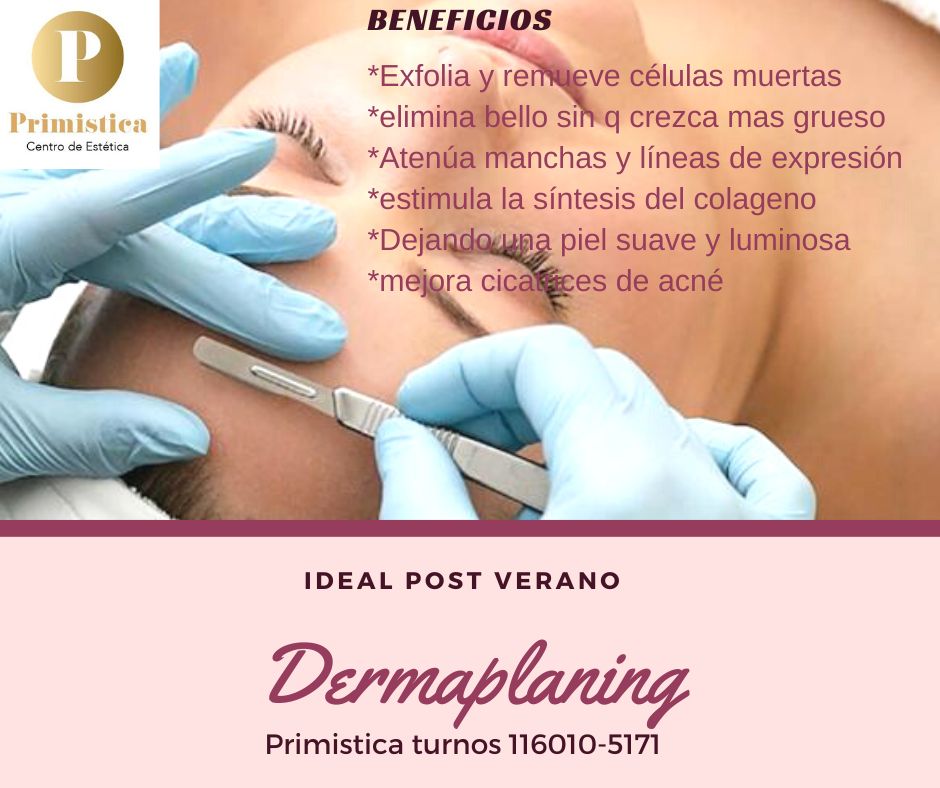 P
Primistica
Centro de Estética
BENEFICIOS
*Exfolia y remueve células muertas
*elimina bello sin q crezca mas grueso
*Atenúa manchas y líneas de expresión
*estimula la síntesis del colageno
*Dejando una piel suave y luminosa
*mejora cicatrices de acné
IDEAL POST VERANO
Dermaplaning
Primistica turnos 116010-5171